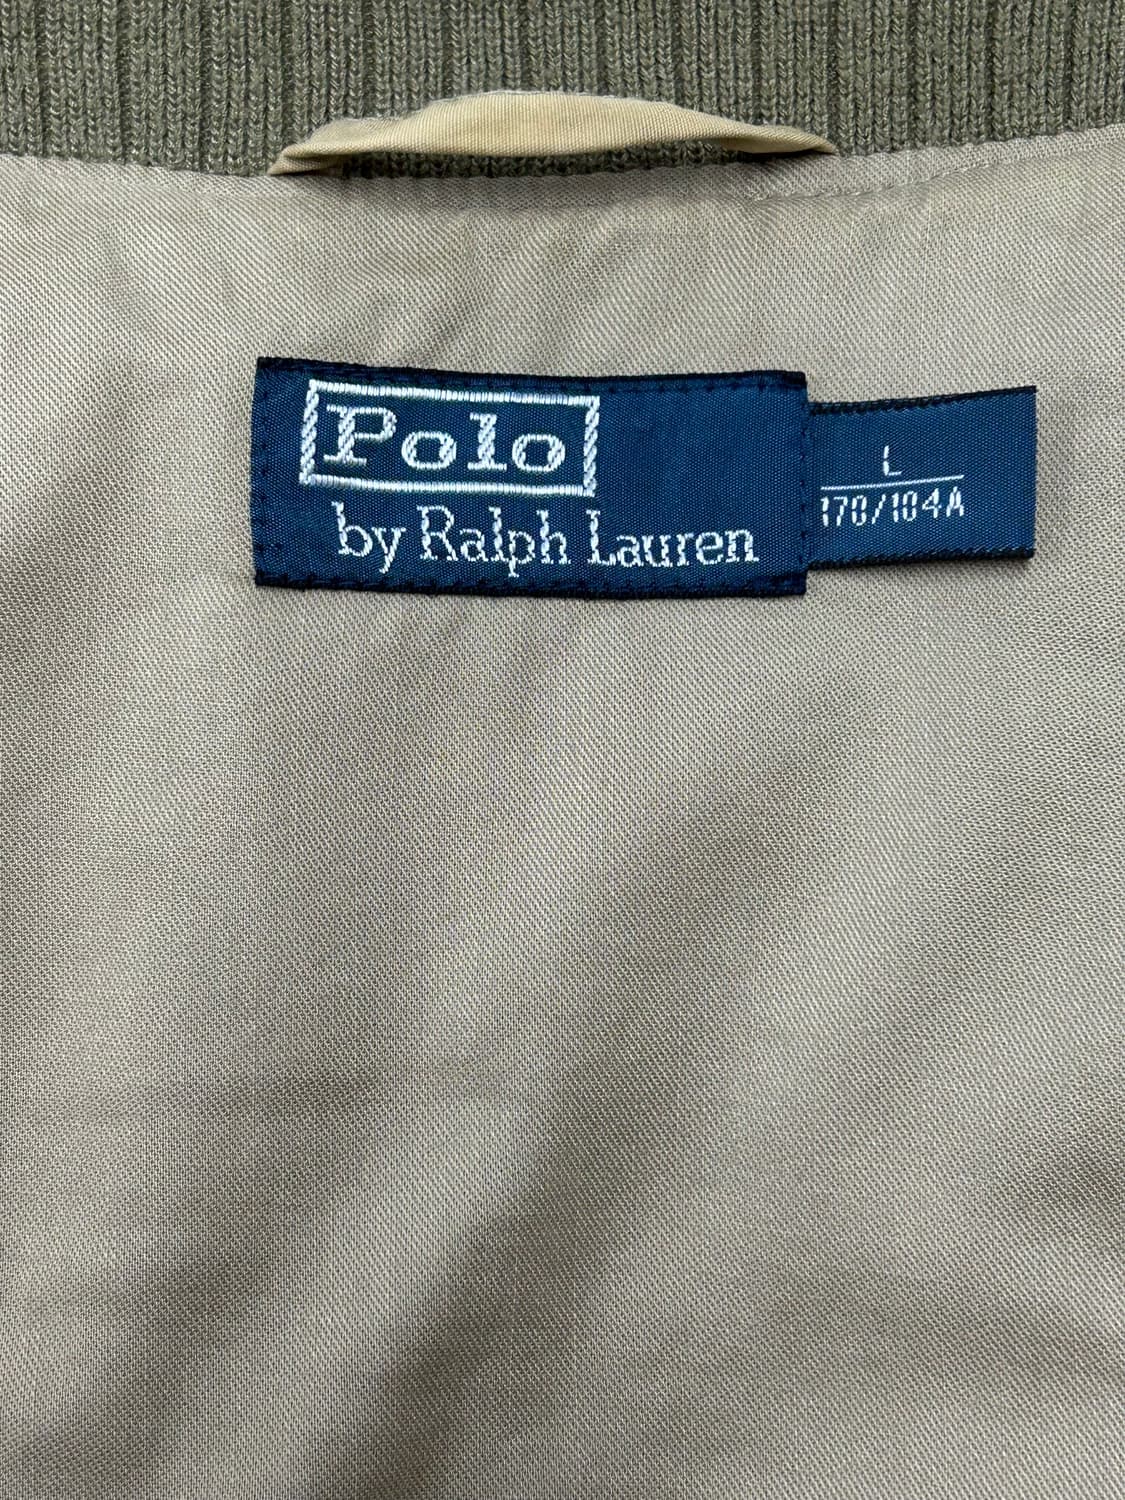 Polo
by Ralph Lauren
L
170/104A